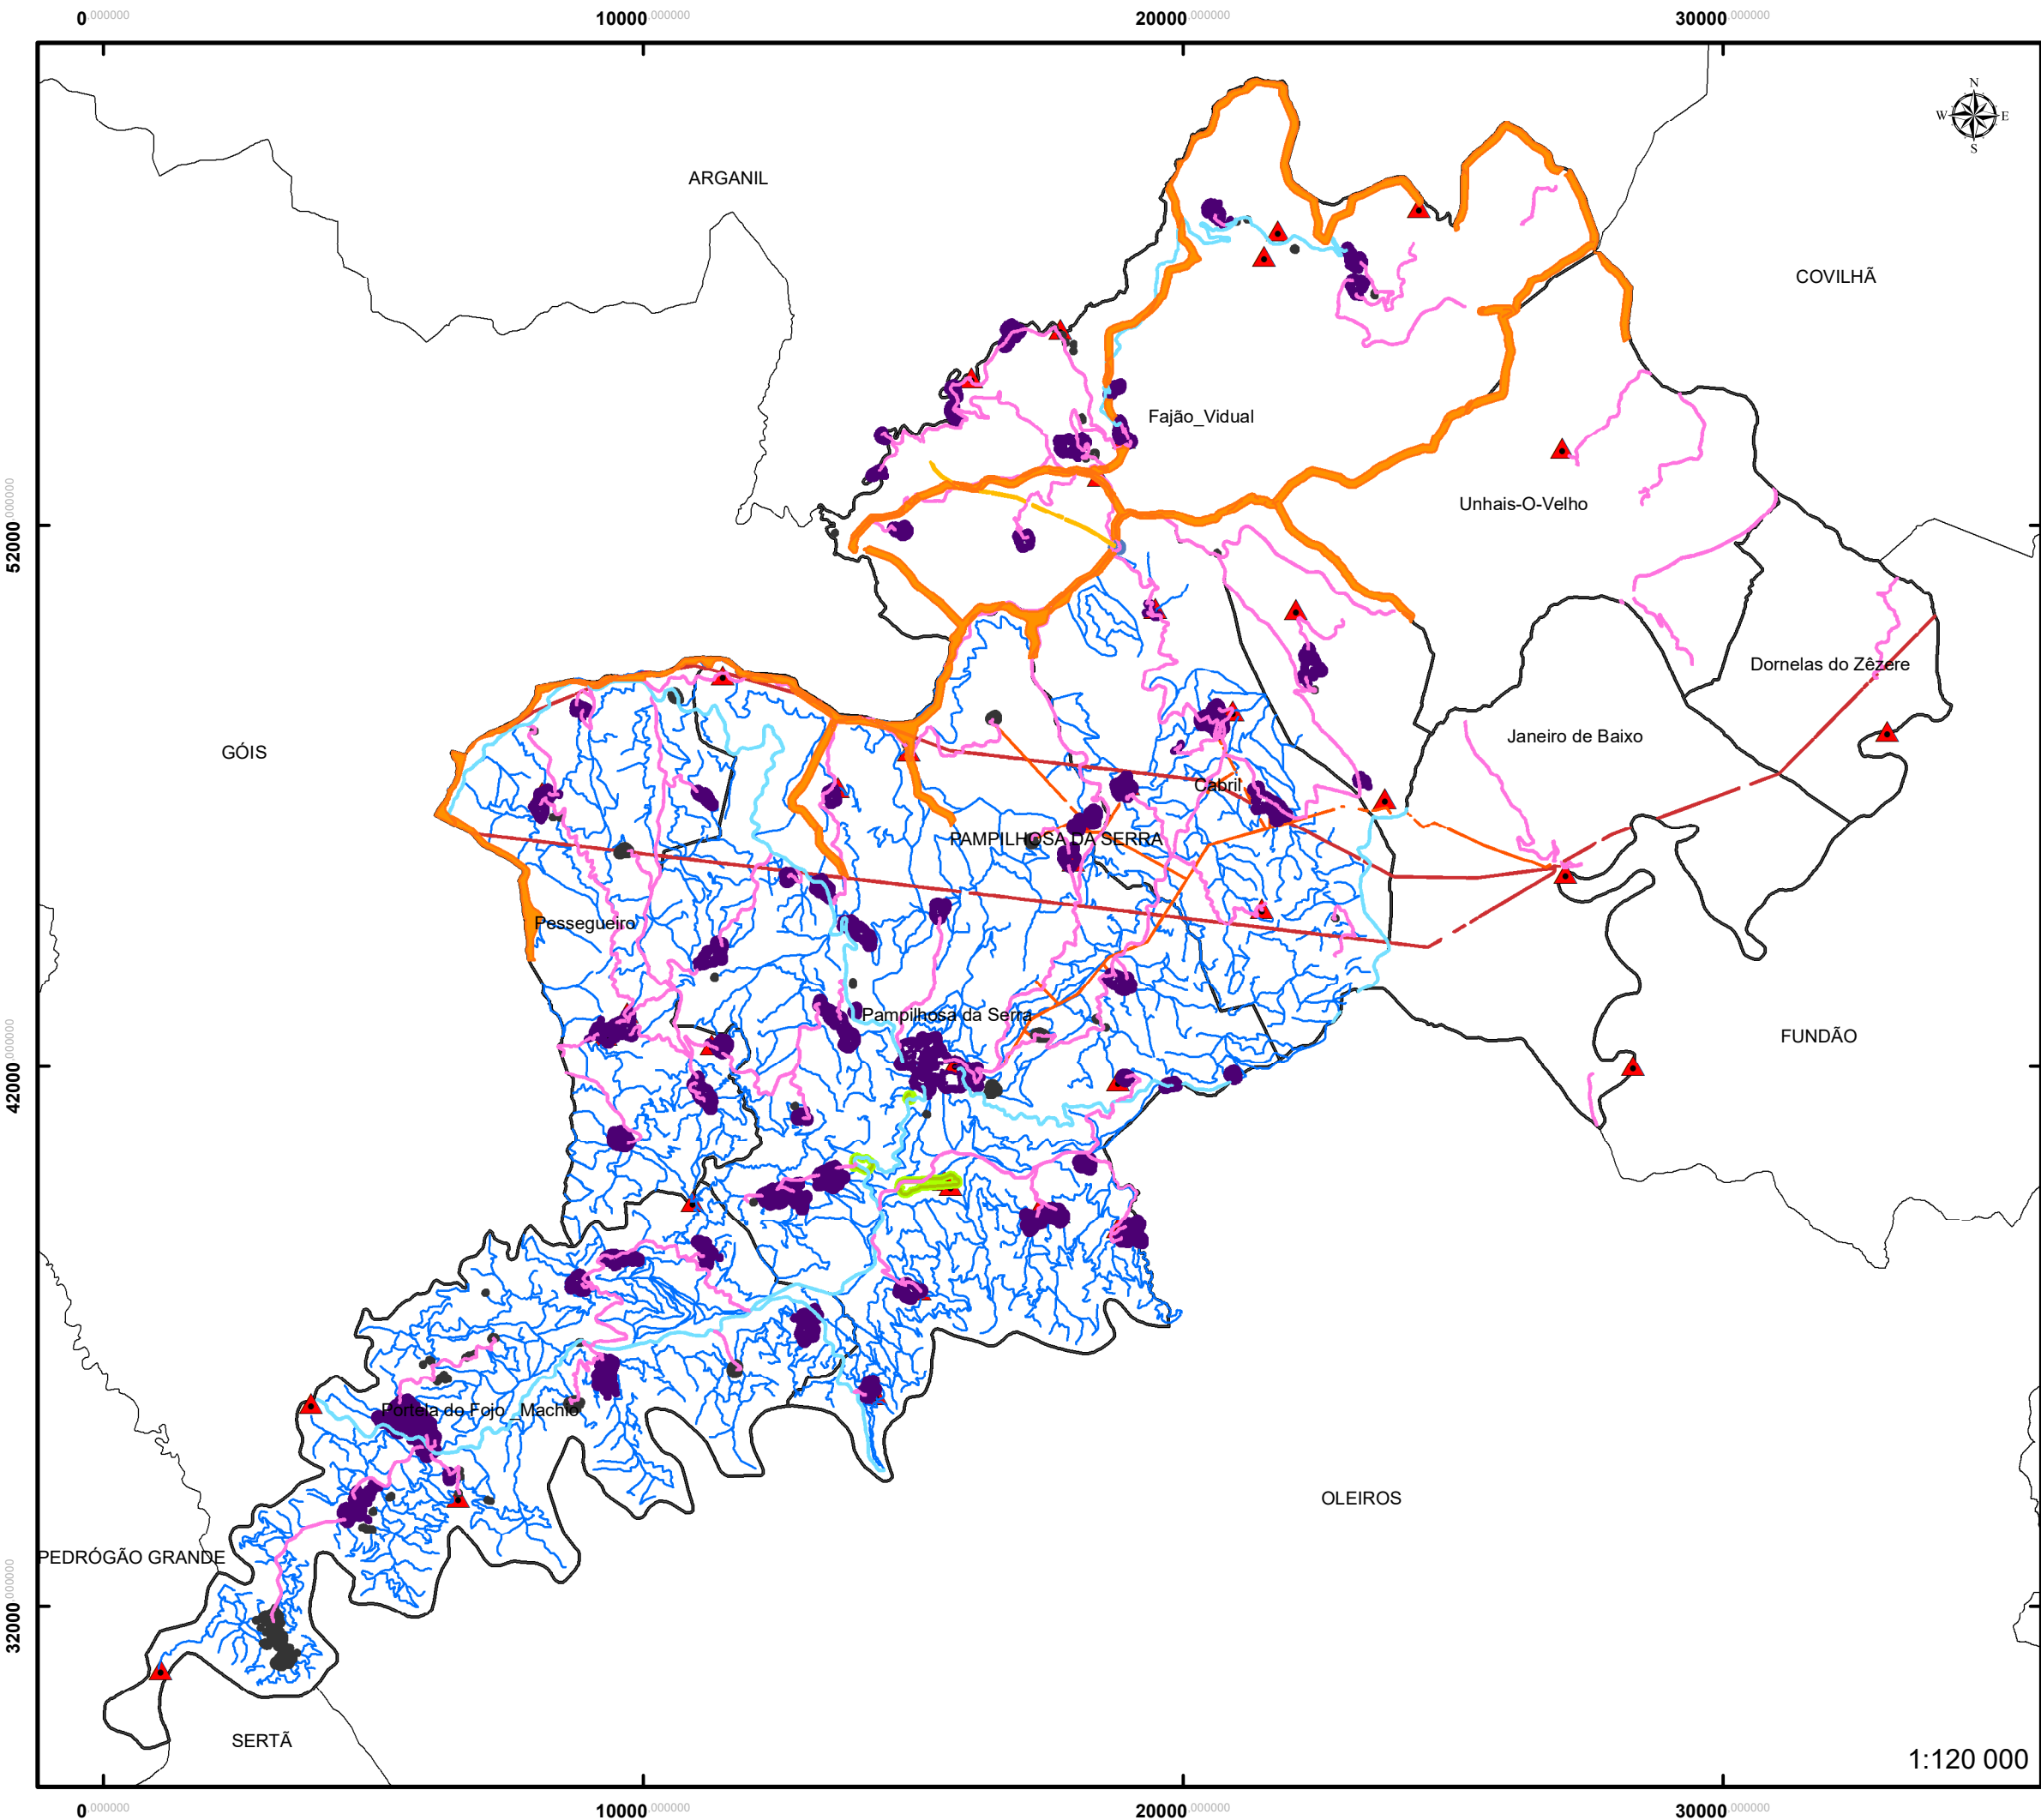 0.000000 10000.000000 20000.000000 30000.000000
N
W E
S
ARGANIL
COVILHÃ
Fajão_Vidual
Unhais-O-Velho
52000.000000
Dornelas do Zêzere
Janeiro de Baixo
GÓIS
Cabril
PAMPILHOSA DA SERRA
Pessegueiro
Pampilhosa da Serra
FUNDÃO
42000.000000
Portela do Fojo_Machio
OLEIROS
PEDRÓGÃO GRANDE
32000.000000
SERTÃ
1:120 000
0.000000 10000.000000 20000.000000 30000.000000